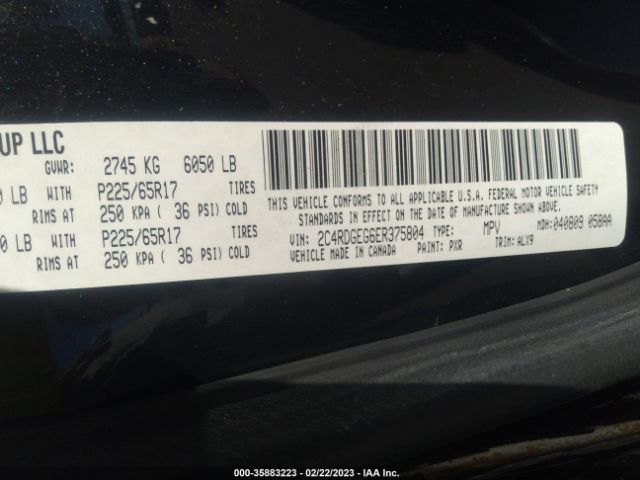 UP LLC
GVWR: 2745 KG 6050 LB
LB WITH P225/65R17 TIRES
RIMS AT 250 KPA ( 36 PSI) COLD
LB WITH P225/65R17 TIRES
RIMS AT 250 KPA ( 36 PSI) COLD
THIS VEHICLE CONFORMS TO ALL APPLICABLE U.S.A. FEDERAL MOTOR VEHICLE SAFETY
STANDARDS IN EFFECT ON THE DATE OF MANUFACTURE SHOWN ABOVE.
VIN: 2C4RDGEG6ER375804 TYPE: MPV MDH: 040809 058AA
VEHICLE MADE IN CANADA PAINT: PXR TRIM: ALX9
000-35883223 - 02/22/2023 - IAA Inc.